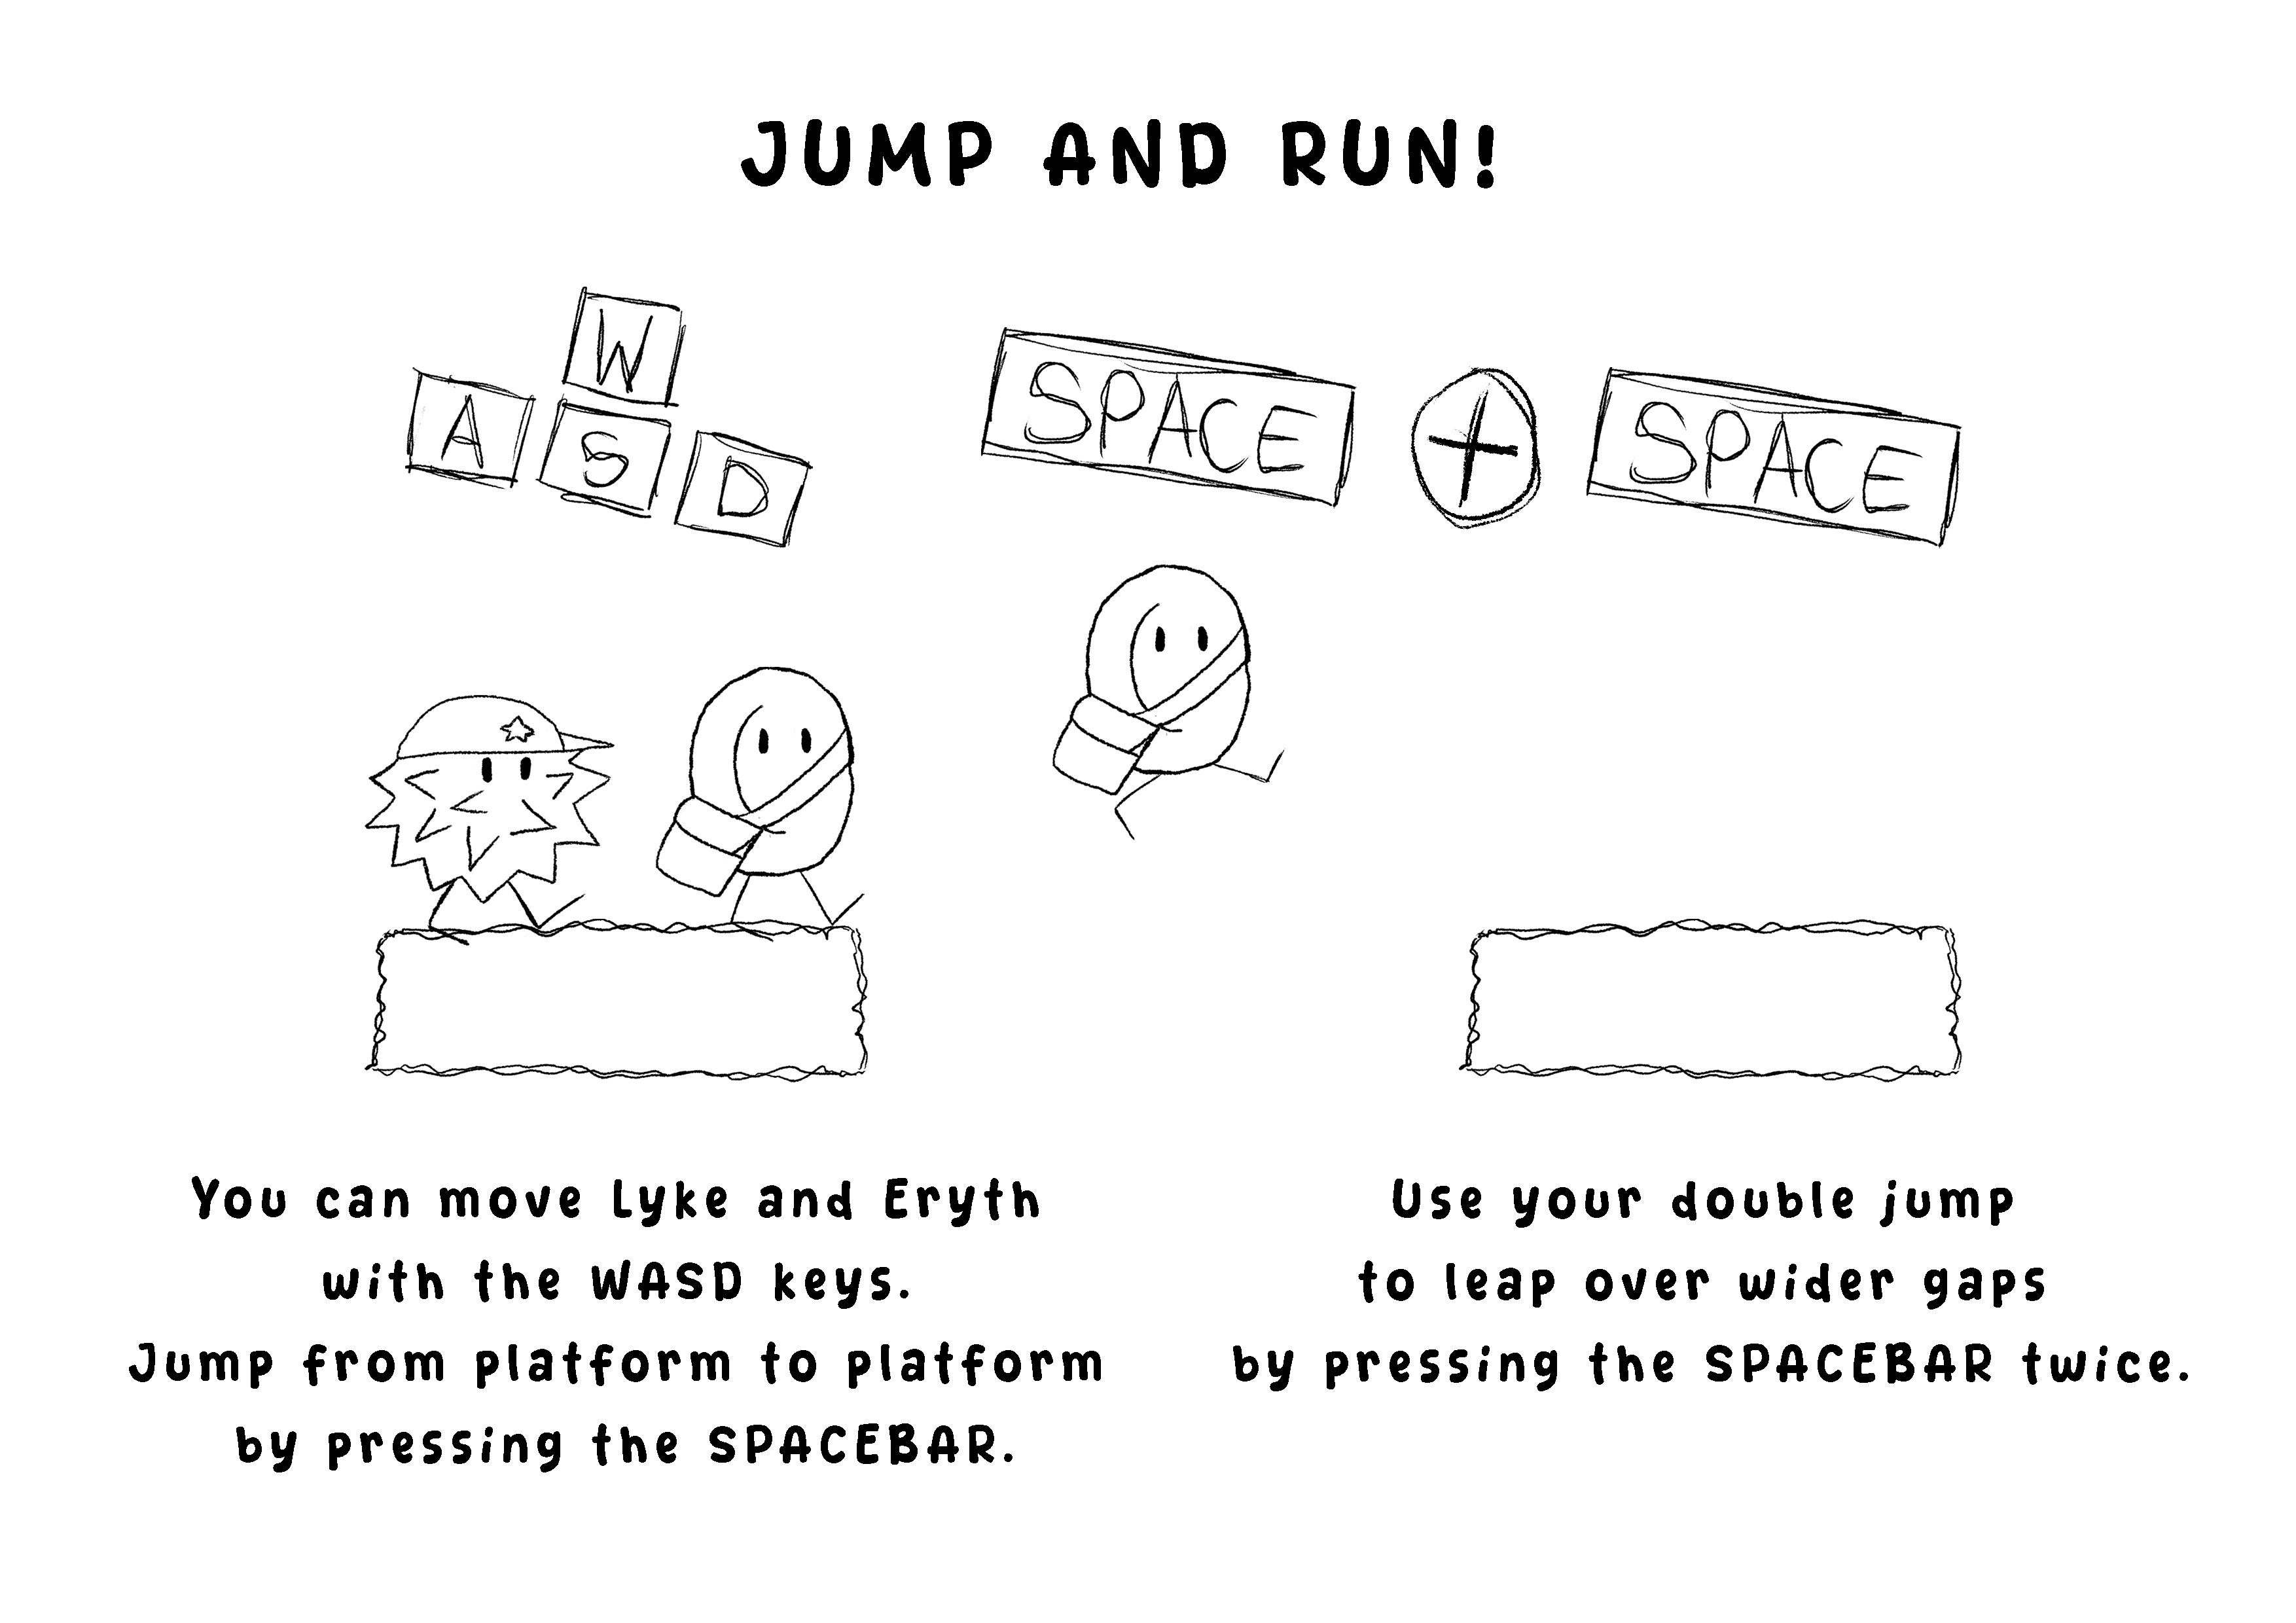 JUMP AND RUN!
W
A S D
SPACE + SPACE
You can move Lyke and Eryth
with the WASD keys.
Jump from platform to platform
by pressing the SPACEBAR.
Use your double jump
to leap over wider gaps
by pressing the SPACEBAR twice.